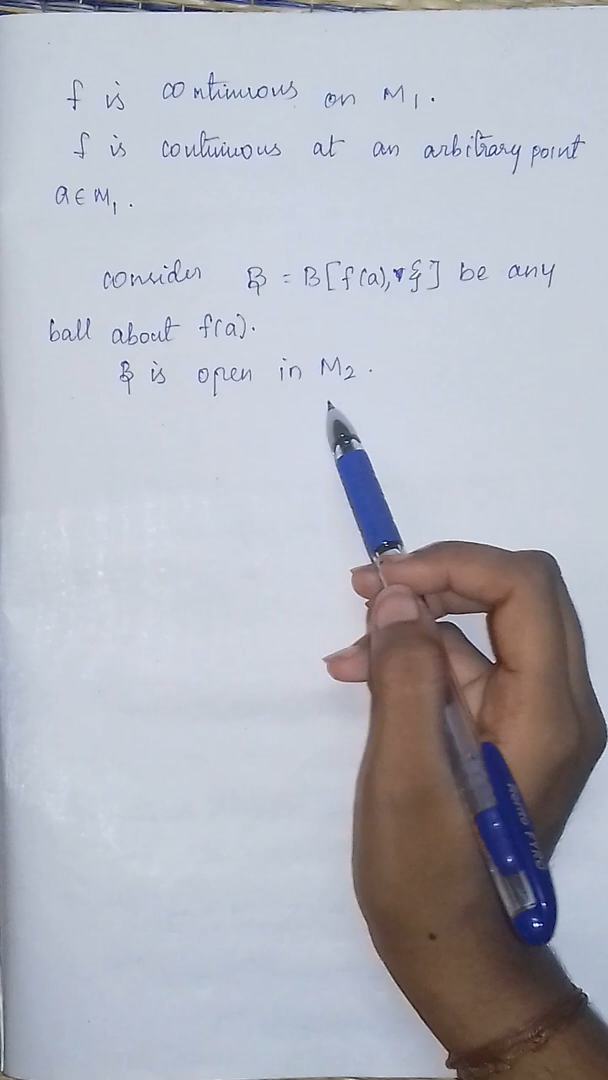 f is continuous on M₁.
f is continuous at an arbitrary point
a ∈ M₁.
consider B = B[f(a), ξ] be any
ball about f(a).
B is open in M₂.